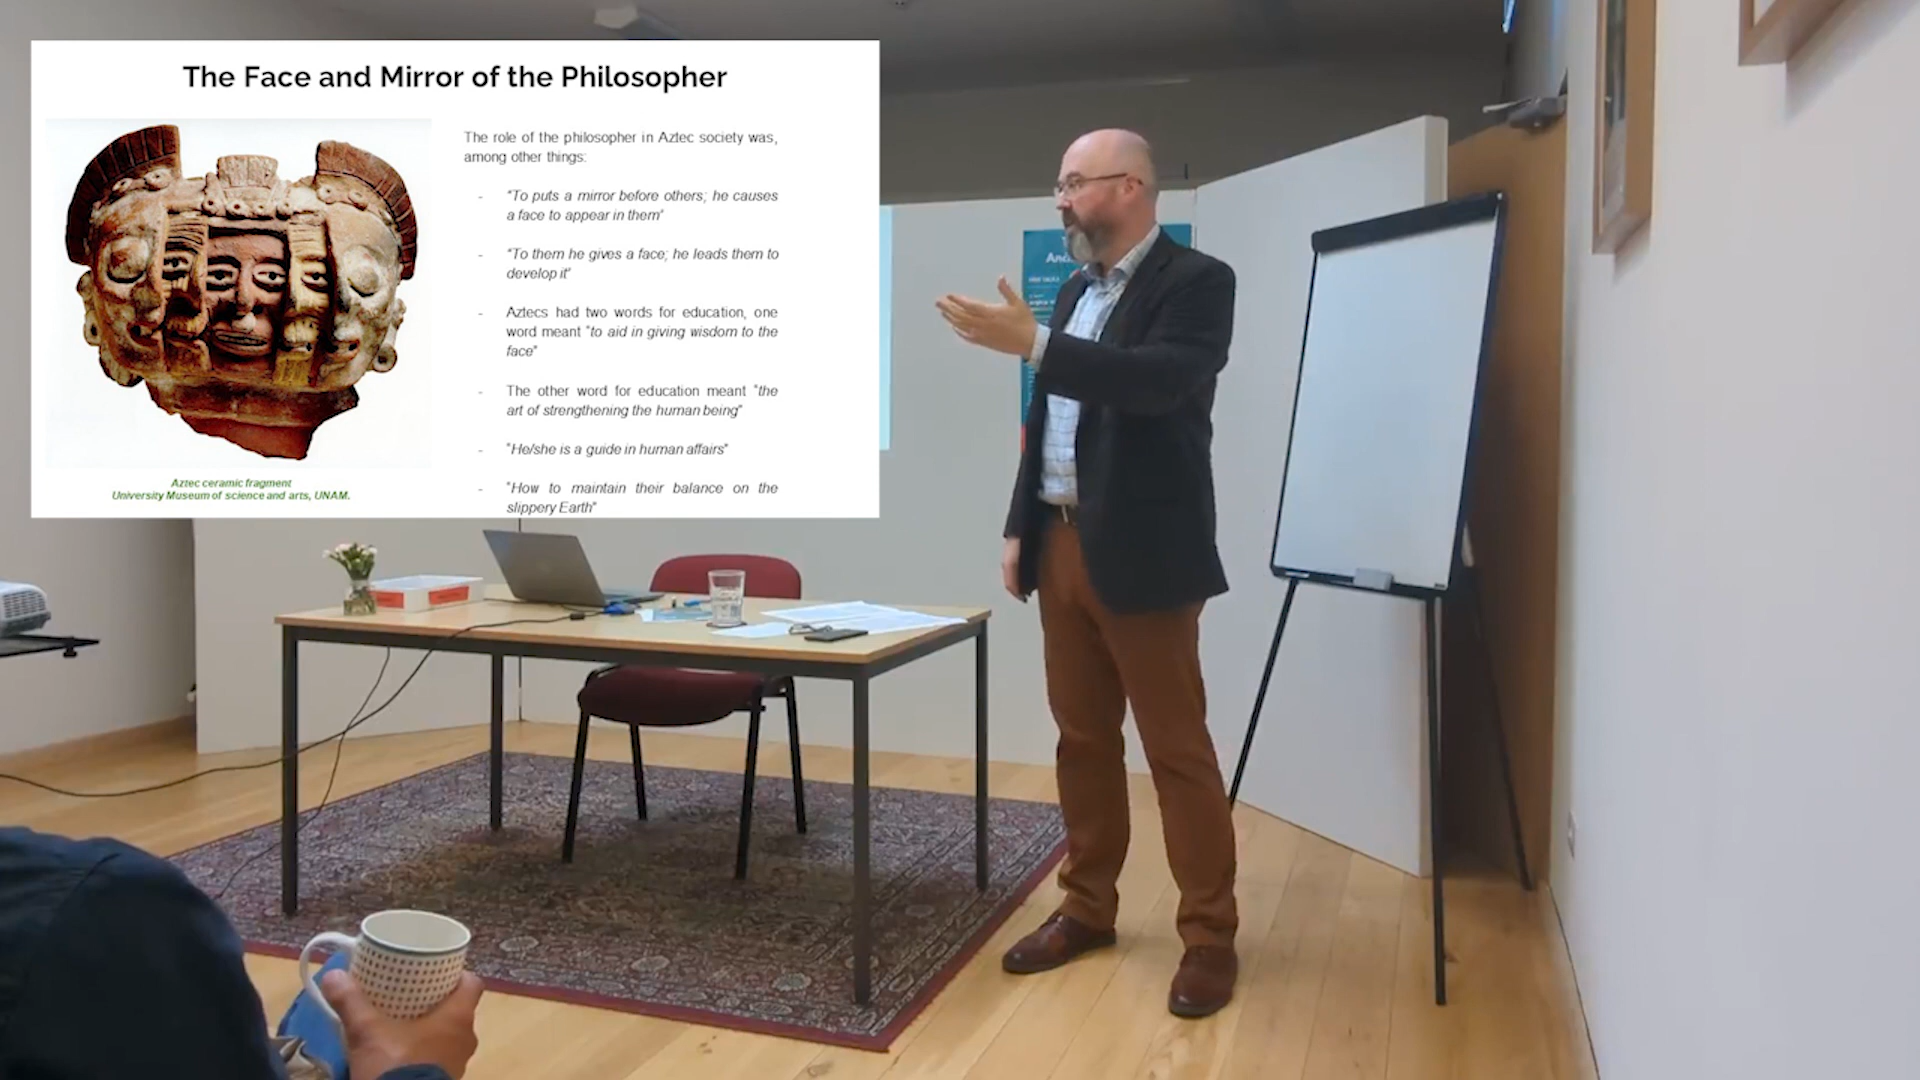 The Face and Mirror of the Philosopher
The role of the philosopher in Aztec society was,
among other things:
- "To puts a mirror before others; he causes
a face to appear in them"
- "To them he gives a face; he leads them to
develop it"
- Aztecs had two words for education, one
word meant "to aid in giving wisdom to the
face"
- The other word for education meant "the
art of strengthening the human being"
- "He/she is a guide in human affairs"
- "How to maintain their balance on the
slippery Earth"
Aztec ceramic fragment
University Museum of science and arts, UNAM.